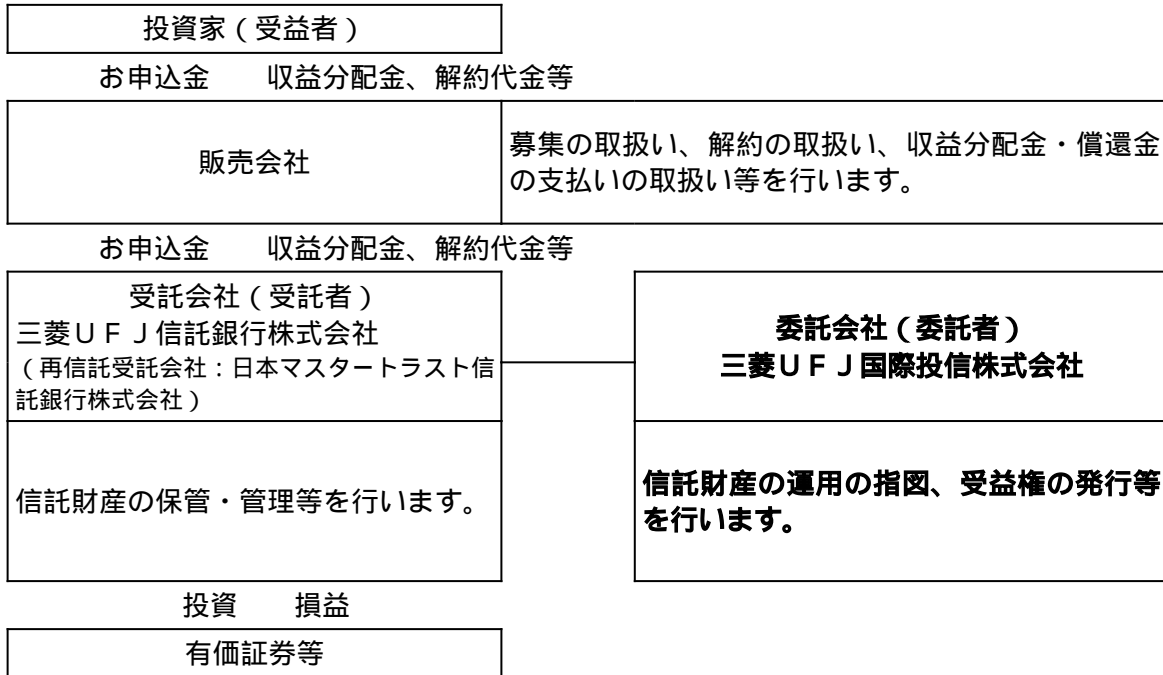 投資家（受益者）
お申込金　　収益分配金、解約代金等
販売会社
募集の取扱い、解約の取扱い、収益分配金・償還金
の支払いの取扱い等を行います。
お申込金　　収益分配金、解約代金等
受託会社（受託者）
三菱ＵＦＪ信託銀行株式会社
（再信託受託会社：日本マスタートラスト信
託銀行株式会社）
委託会社（委託者）
三菱ＵＦＪ国際投信株式会社
信託財産の保管・管理等を行います。
信託財産の運用の指図、受益権の発行等
を行います。
投資　　損益
有価証券等